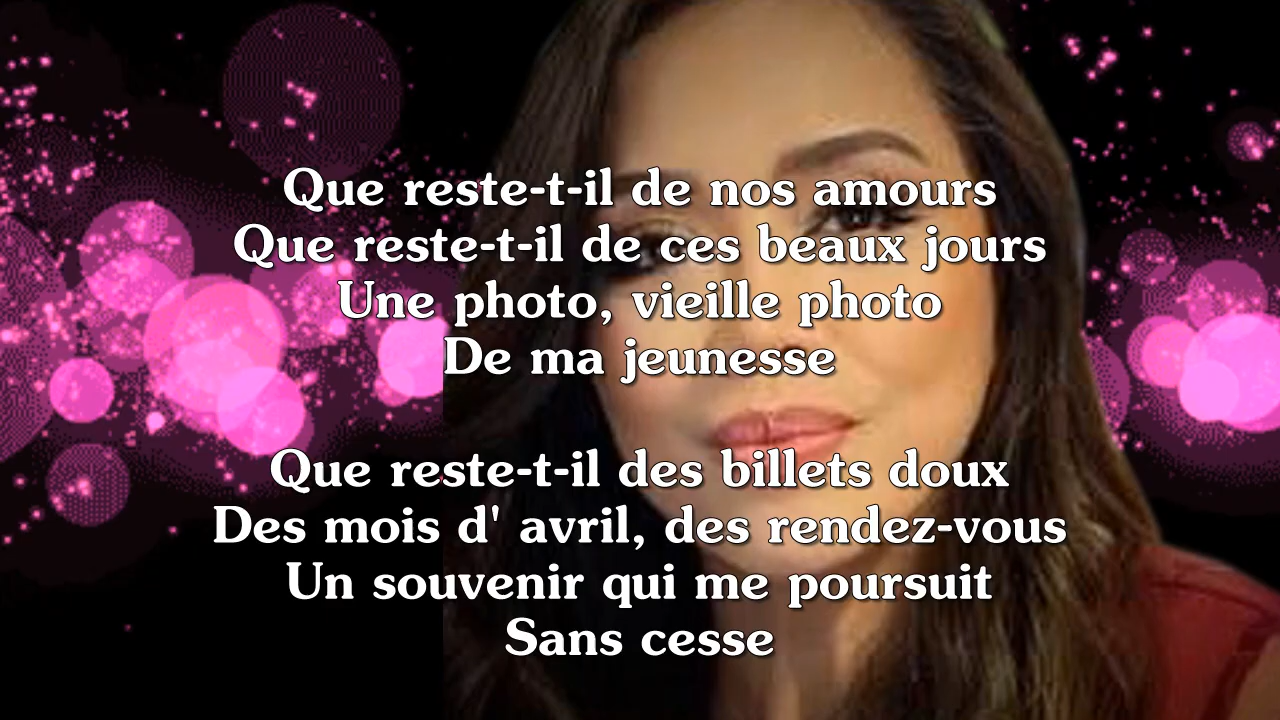 Que reste-t-il de nos amours
Que reste-t-il de ces beaux jours
Une photo, vieille photo
De ma jeunesse
Que reste-t-il des billets doux
Des mois d' avril, des rendez-vous
Un souvenir qui me poursuit
Sans cesse